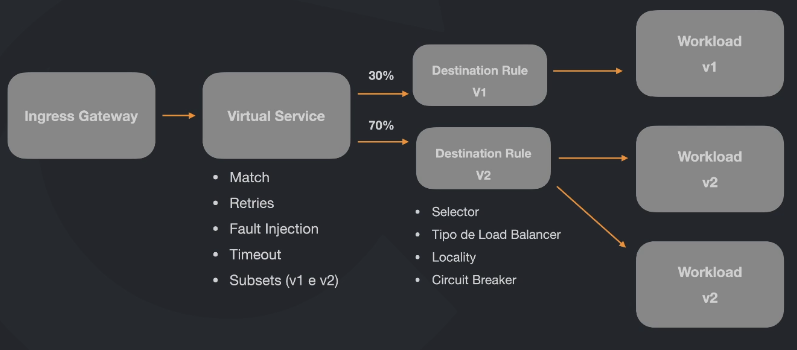 Ingress Gateway
Virtual Service
• Match
• Retries
• Fault Injection
• Timeout
• Subsets (v1 e v2)
30%
70%
Destination Rule
V1
Destination Rule
V2
• Selector
• Tipo de Load Balancer
• Locality
• Circuit Breaker
Workload
v1
Workload
v2
Workload
v2